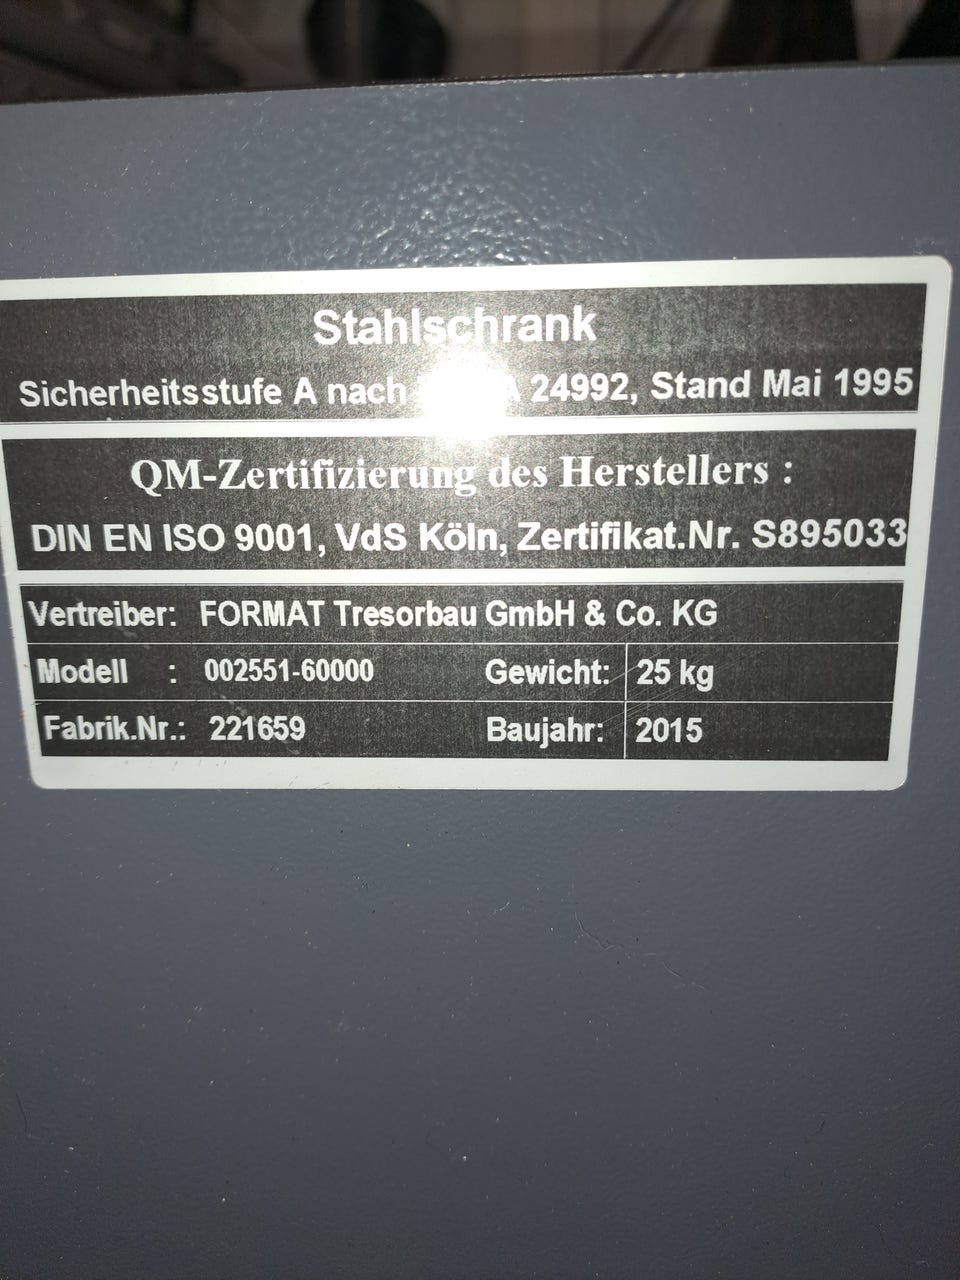 Stahlschrank
Sicherheitsstufe A nach 24992, Stand Mai 1995
QM-Zertifizierung des Herstellers :
DIN EN ISO 9001, VdS Köln, Zertifikat.Nr. S895033
Vertreiber: FORMAT Tresorbau GmbH & Co. KG
Modell : 002551-60000 Gewicht: 25 kg
Fabrik.Nr.: 221659 Baujahr: 2015